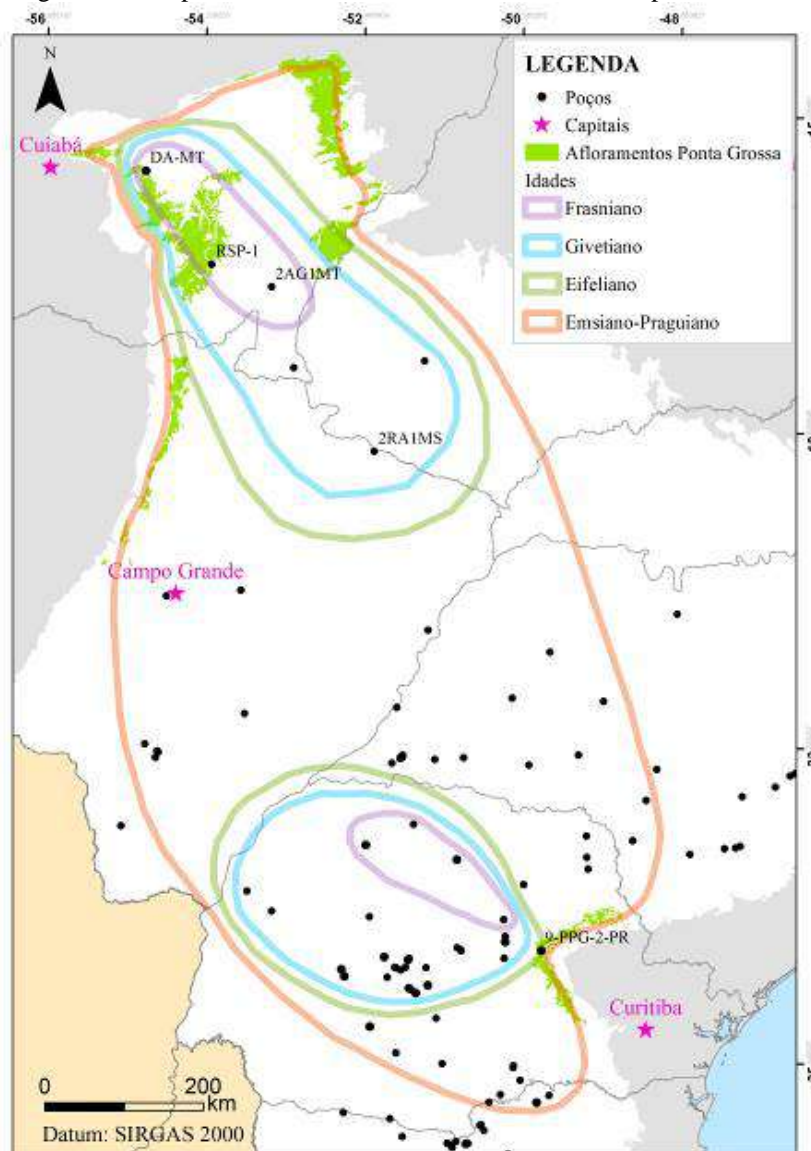 -56 -54 -52 -50 -48
N
LEGENDA
Poços
Capitais
Afloramentos Ponta Grossa
Idades
Frasniano
Givetiano
Eifeliano
Emsiano-Praguiano
Cuiabá
DA-MT
RSP-1
2AG1MT
2RA1MS
Campo Grande
9-PPG-2-PR
Curitiba
0 200
km
Datum: SIRGAS 2000